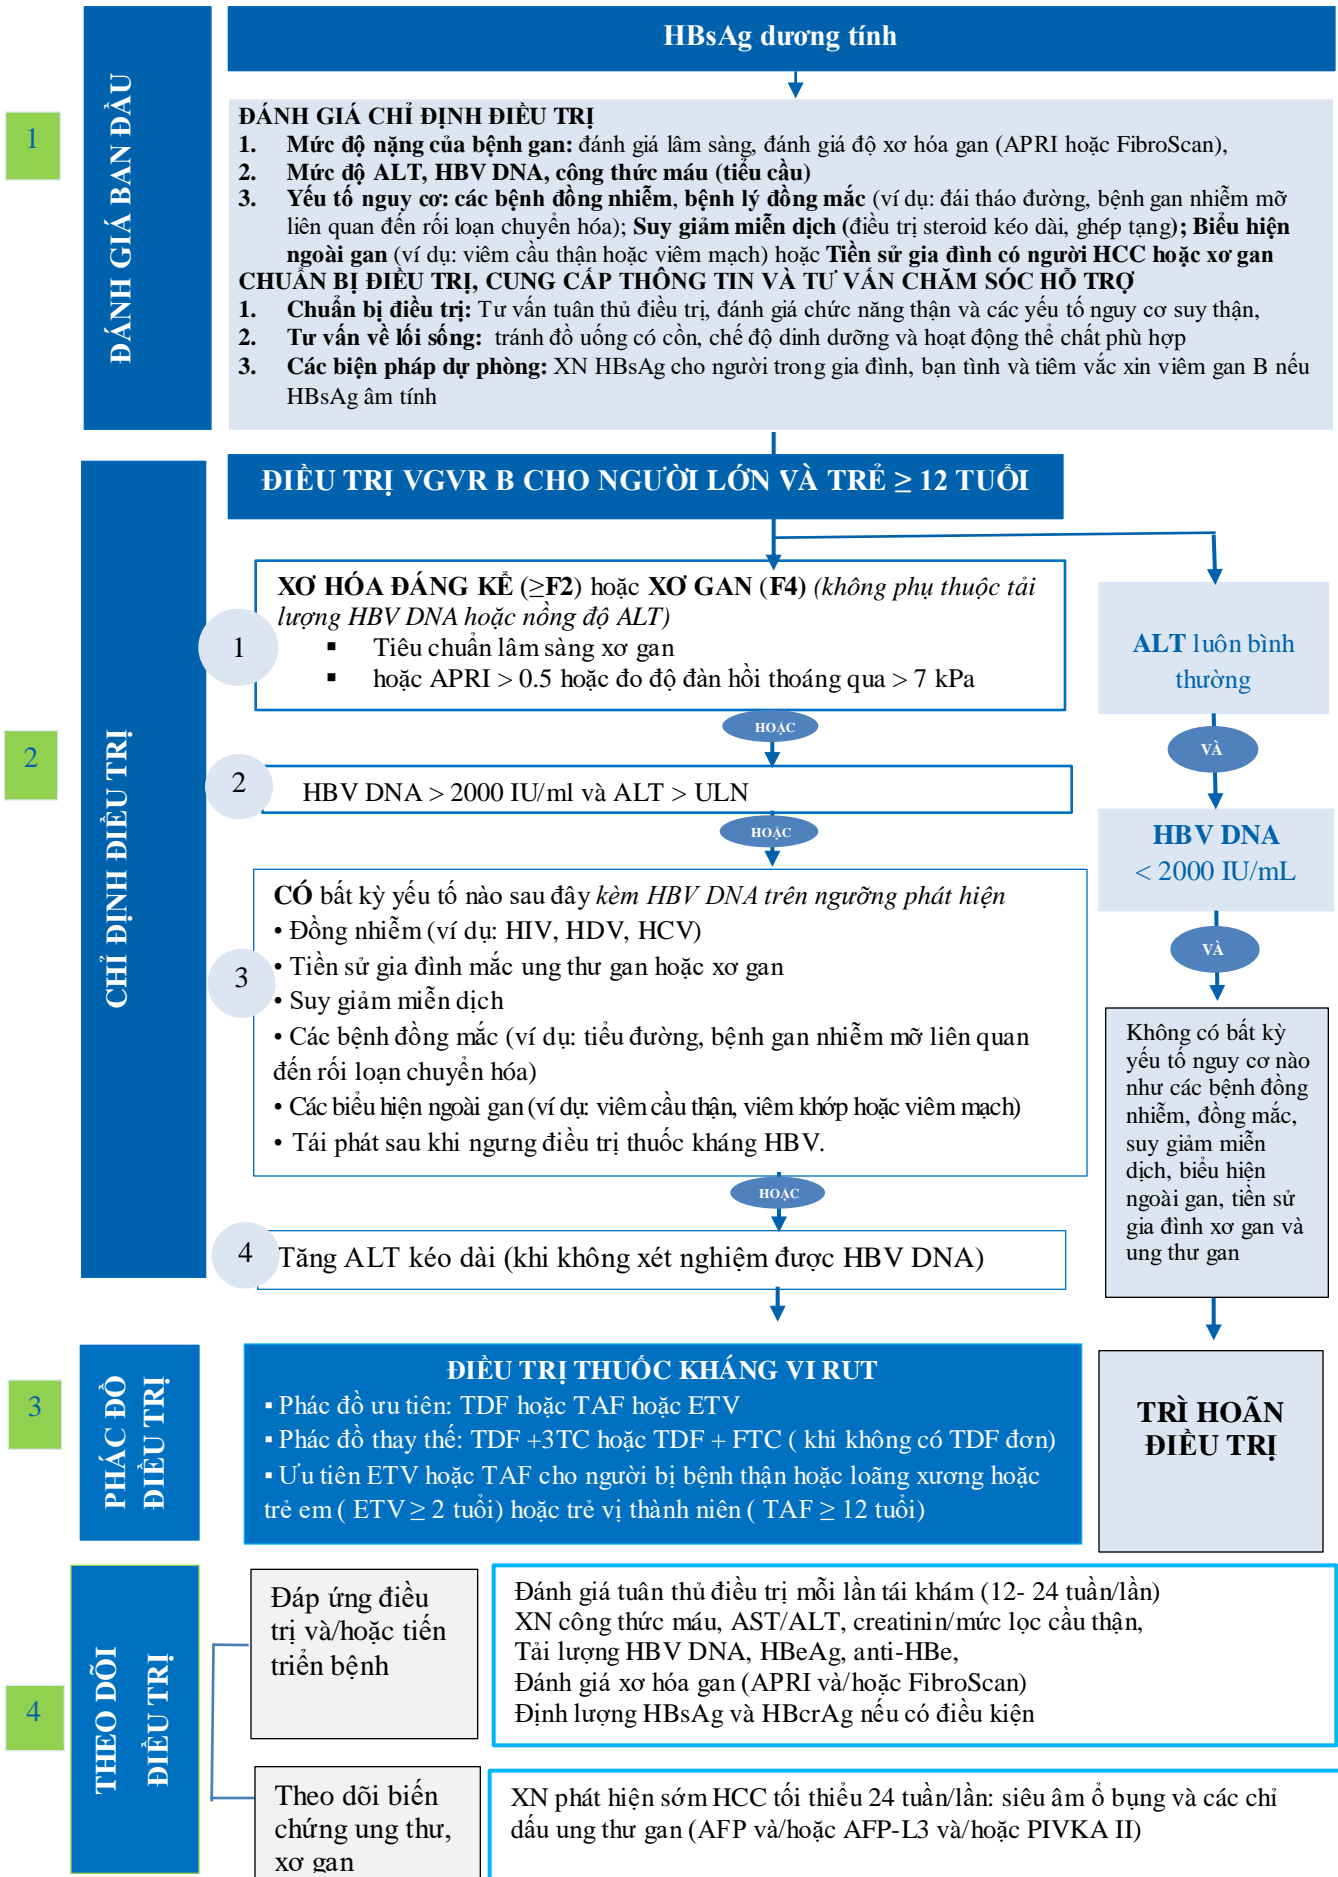 HBsAg dương tính
1
ĐÁNH GIÁ BAN ĐẦU
ĐÁNH GIÁ CHỈ ĐỊNH ĐIỀU TRỊ
1. Mức độ nặng của bệnh gan: đánh giá lâm sàng, đánh giá độ xơ hóa gan (APRI hoặc FibroScan),
2. Mức độ ALT, HBV DNA, công thức máu (tiểu cầu)
3. Yếu tố nguy cơ: các bệnh đồng nhiễm, bệnh lý đồng mắc (ví dụ: đái tháo đường, bệnh gan nhiễm mỡ
liên quan đến rối loạn chuyển hóa); Suy giảm miễn dịch (điều trị steroid kéo dài, ghép tạng); Biểu hiện
ngoài gan (ví dụ: viêm cầu thận hoặc viêm mạch) hoặc Tiền sử gia đình có người HCC hoặc xơ gan
CHUẨN BỊ ĐIỀU TRỊ, CUNG CẤP THÔNG TIN VÀ TƯ VẤN CHĂM SÓC HỖ TRỢ
1. Chuẩn bị điều trị: Tư vấn tuân thủ điều trị, đánh giá chức năng thận và các yếu tố nguy cơ suy thận,
2. Tư vấn về lối sống: tránh đồ uống có cồn, chế độ dinh dưỡng và hoạt động thể chất phù hợp
3. Các biện pháp dự phòng: XN HBsAg cho người trong gia đình, bạn tình và tiêm vắc xin viêm gan B nếu
HBsAg âm tính
2
CHỈ ĐỊNH ĐIỀU TRỊ
ĐIỀU TRỊ VGVR B CHO NGƯỜI LỚN VÀ TRẺ ≥ 12 TUỔI
1
XƠ HÓA ĐÁNG KỂ (≥F2) hoặc XƠ GAN (F4) (không phụ thuộc tải
lượng HBV DNA hoặc nồng độ ALT)
▪ Tiêu chuẩn lâm sàng xơ gan
▪ hoặc APRI > 0.5 hoặc đo độ đàn hồi thoáng qua > 7 kPa
HOẶC
2
HBV DNA > 2000 IU/ml và ALT > ULN
HOẶC
3
CÓ bất kỳ yếu tố nào sau đây kèm HBV DNA trên ngưỡng phát hiện
• Đồng nhiễm (ví dụ: HIV, HDV, HCV)
• Tiền sử gia đình mắc ung thư gan hoặc xơ gan
• Suy giảm miễn dịch
• Các bệnh đồng mắc (ví dụ: tiểu đường, bệnh gan nhiễm mỡ liên quan
đến rối loạn chuyển hóa)
• Các biểu hiện ngoài gan (ví dụ: viêm cầu thận, viêm khớp hoặc viêm mạch)
• Tái phát sau khi ngưng điều trị thuốc kháng HBV.
HOẶC
4
Tăng ALT kéo dài (khi không xét nghiệm được HBV DNA)
ALT luôn bình
thường
VÀ
HBV DNA
< 2000 IU/mL
VÀ
Không có bất kỳ
yếu tố nguy cơ nào
như các bệnh đồng
nhiễm, đồng mắc,
suy giảm miễn
dịch, biểu hiện
ngoài gan, tiền sử
gia đình xơ gan và
ung thư gan
3
PHÁC ĐỒ
ĐIỀU TRỊ
ĐIỀU TRỊ THUỐC KHÁNG VI RUT
▪ Phác đồ ưu tiên: TDF hoặc TAF hoặc ETV
▪ Phác đồ thay thế: TDF +3TC hoặc TDF + FTC ( khi không có TDF đơn)
▪ Ưu tiên ETV hoặc TAF cho người bị bệnh thận hoặc loãng xương hoặc
trẻ em ( ETV ≥ 2 tuổi) hoặc trẻ vị thành niên ( TAF ≥ 12 tuổi)
TRÌ HOÃN
ĐIỀU TRỊ
4
THEO DÕI
ĐIỀU TRỊ
Đáp ứng điều
trị và/hoặc tiến
triển bệnh
Đánh giá tuân thủ điều trị mỗi lần tái khám (12- 24 tuần/lần)
XN công thức máu, AST/ALT, creatinin/mức lọc cầu thận,
Tải lượng HBV DNA, HBeAg, anti-HBe,
Đánh giá xơ hóa gan (APRI và/hoặc FibroScan)
Định lượng HBsAg và HBcrAg nếu có điều kiện
Theo dõi biến
chứng ung thư,
xơ gan
XN phát hiện sớm HCC tối thiểu 24 tuần/lần: siêu âm ổ bụng và các chỉ
dấu ung thư gan (AFP và/hoặc AFP-L3 và/hoặc PIVKA II)